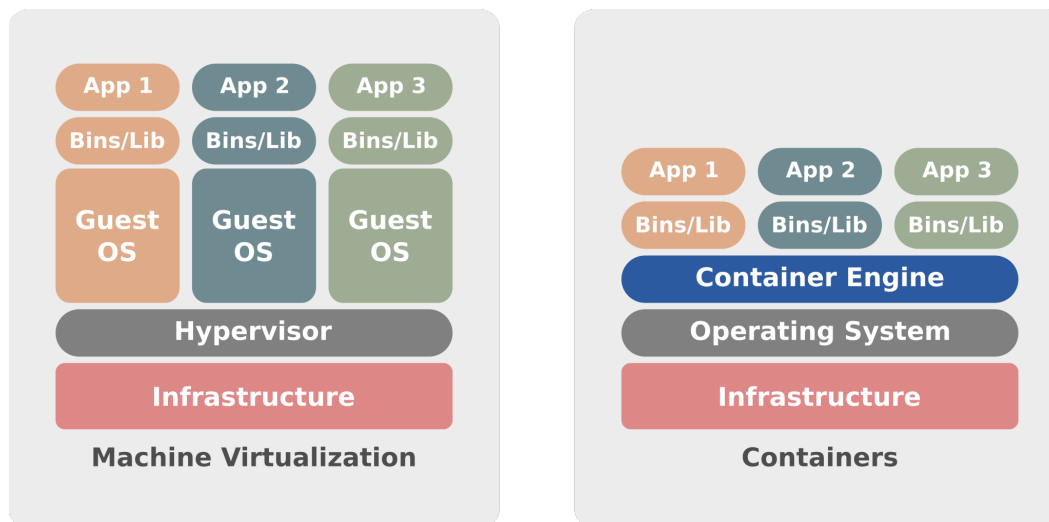 App 1
App 2
App 3
Bins/Lib
Bins/Lib
Bins/Lib
Guest
OS
Guest
OS
Guest
OS
Hypervisor
Infrastructure
Machine Virtualization
App 1
App 2
App 3
Bins/Lib
Bins/Lib
Bins/Lib
Container Engine
Operating System
Infrastructure
Containers